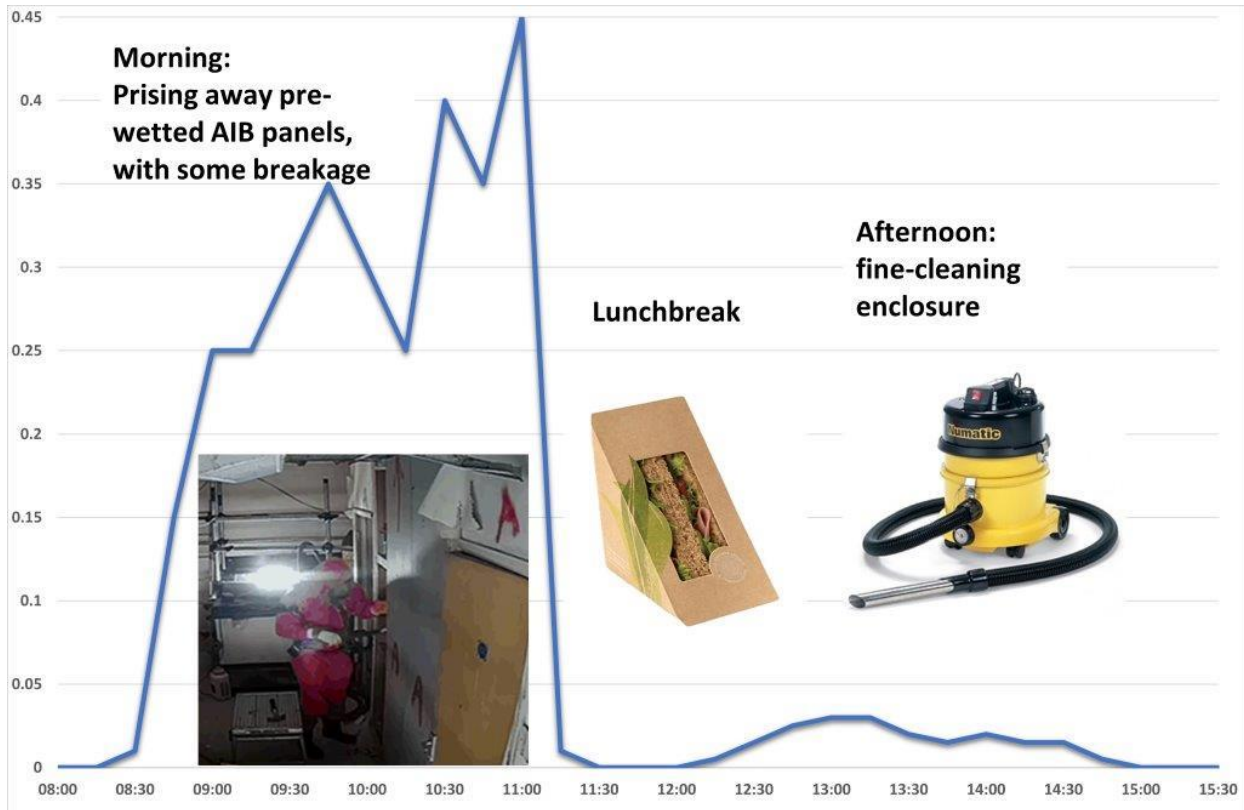 0.45
Morning:
Prising away pre-
wetted AIB panels,
with some breakage
0.4
0.35
0.3
Afternoon:
fine-cleaning
enclosure
Lunchbreak
0.25
0.2
Numatic
0.15
A
A
A
0.1
0.05
0
08:00 08:30 09:00 09:30 10:00 10:30 11:00 11:30 12:00 12:30 13:00 13:30 14:00 14:30 15:00 15:30